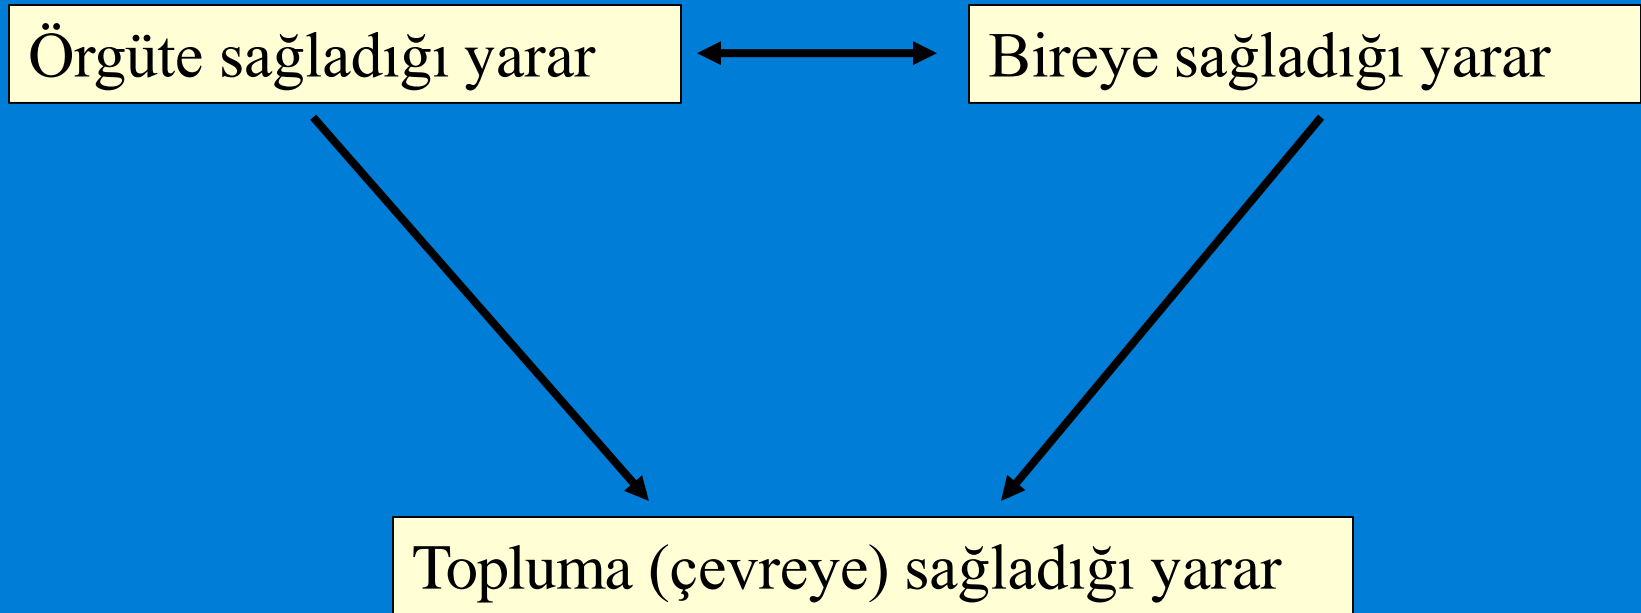 Örgüte sağladığı yarar
Bireye sağladığı yarar
Topluma (çevreye) sağladığı yarar